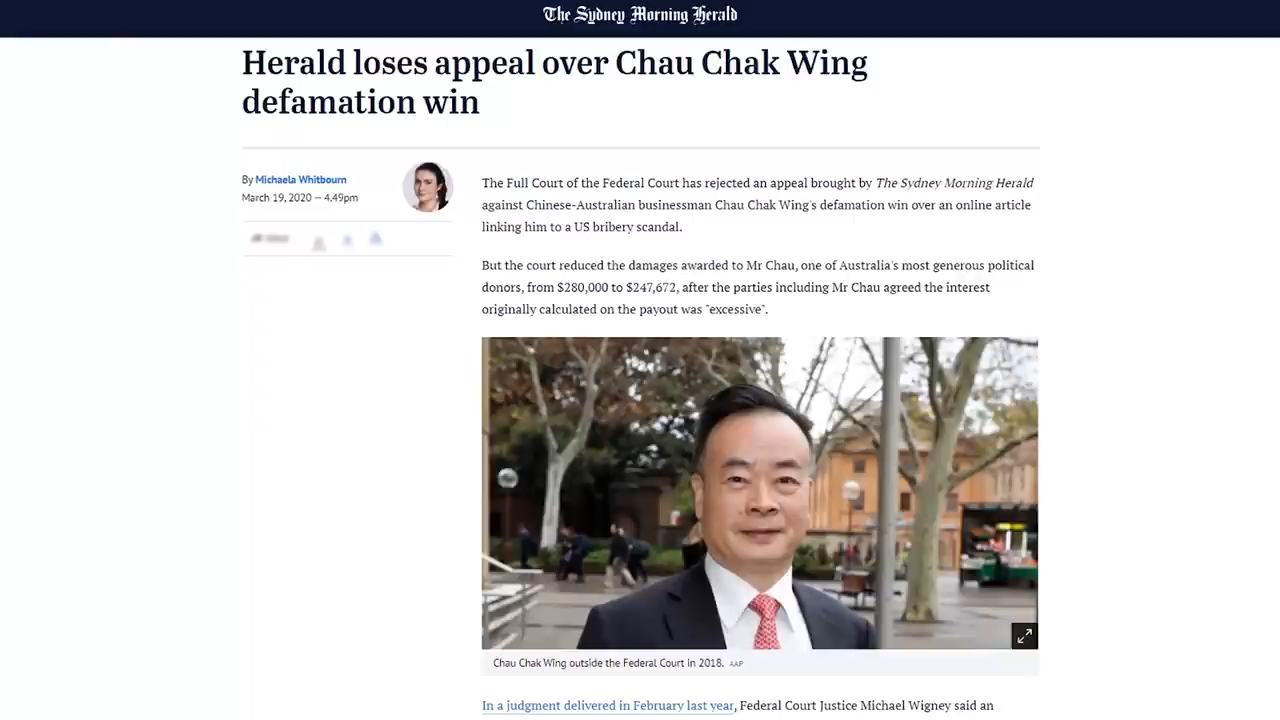 The Sydney Morning Herald
Herald loses appeal over Chau Chak Wing
defamation win
By Michaela Whitbourn
March 19, 2020 — 4.49pm
The Full Court of the Federal Court has rejected an appeal brought by The Sydney Morning Herald
against Chinese-Australian businessman Chau Chak Wing's defamation win over an online article
linking him to a US bribery scandal.
But the court reduced the damages awarded to Mr Chau, one of Australia's most generous political
donors, from $280,000 to $247,672, after the parties including Mr Chau agreed the interest
originally calculated on the payout was "excessive".
Chau Chak Wing outside the Federal Court in 2018. AAP
In a judgment delivered in February last year, Federal Court Justice Michael Wigney said an